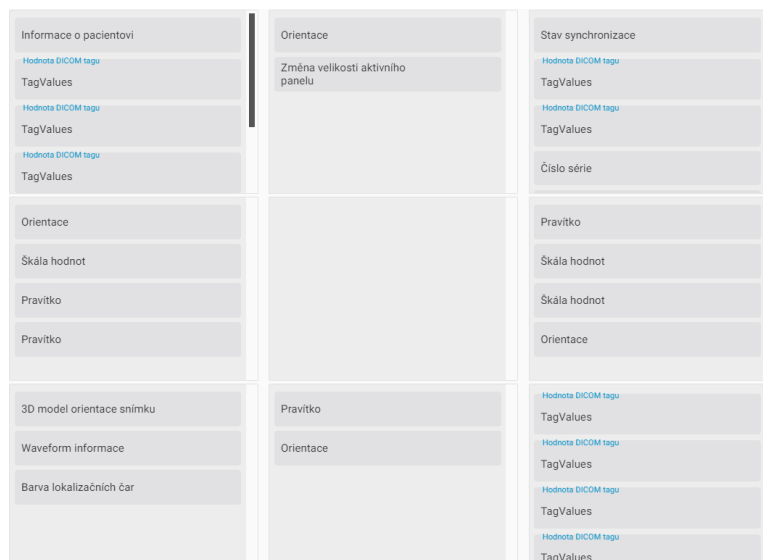 Informace o pacientovi
Hodnota DICOM tagu
TagValues
Hodnota DICOM tagu
TagValues
Hodnota DICOM tagu
TagValues
Orientace
Změna velikosti aktivního
panelu
Stav synchronizace
Hodnota DICOM tagu
TagValues
Hodnota DICOM tagu
TagValues
Číslo série
Orientace
Škála hodnot
Pravítko
Pravítko
Pravítko
Škála hodnot
Škála hodnot
Orientace
3D model orientace snímku
Waveform informace
Barva lokalizačních čar
Pravítko
Orientace
Hodnota DICOM tagu
TagValues
Hodnota DICOM tagu
TagValues
Hodnota DICOM tagu
TagValues
Hodnota DICOM tagu
TagValues